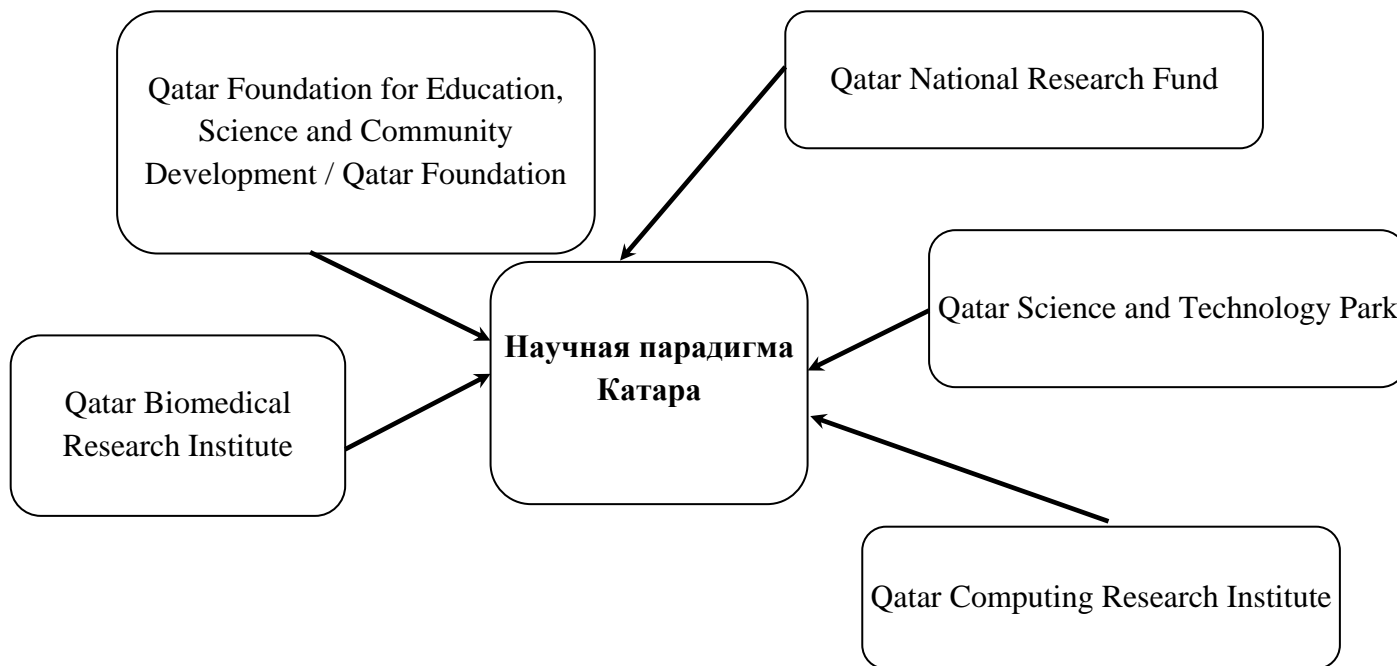 Qatar Foundation for Education,
Science and Community
Development / Qatar Foundation
Qatar National Research Fund
Qatar Science and Technology Park
Научная парадигма
Катара
Qatar Biomedical
Research Institute
Qatar Computing Research Institute